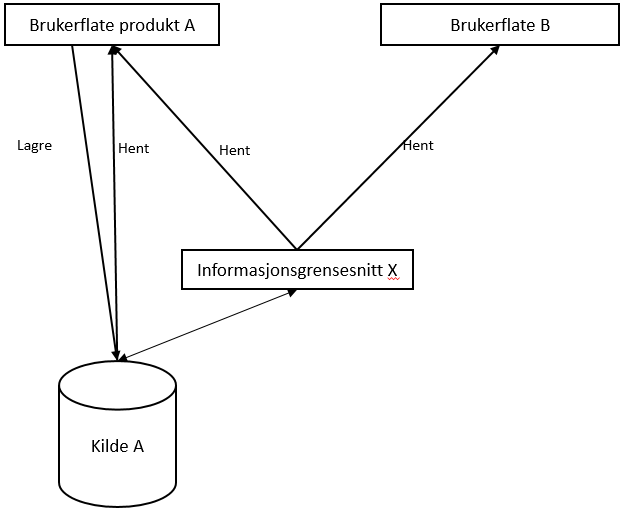 Brukerflate produkt A
Brukerflate B
Lagre
Hent
Hent
Hent
Informasjonsgrensesnitt X
Kilde A